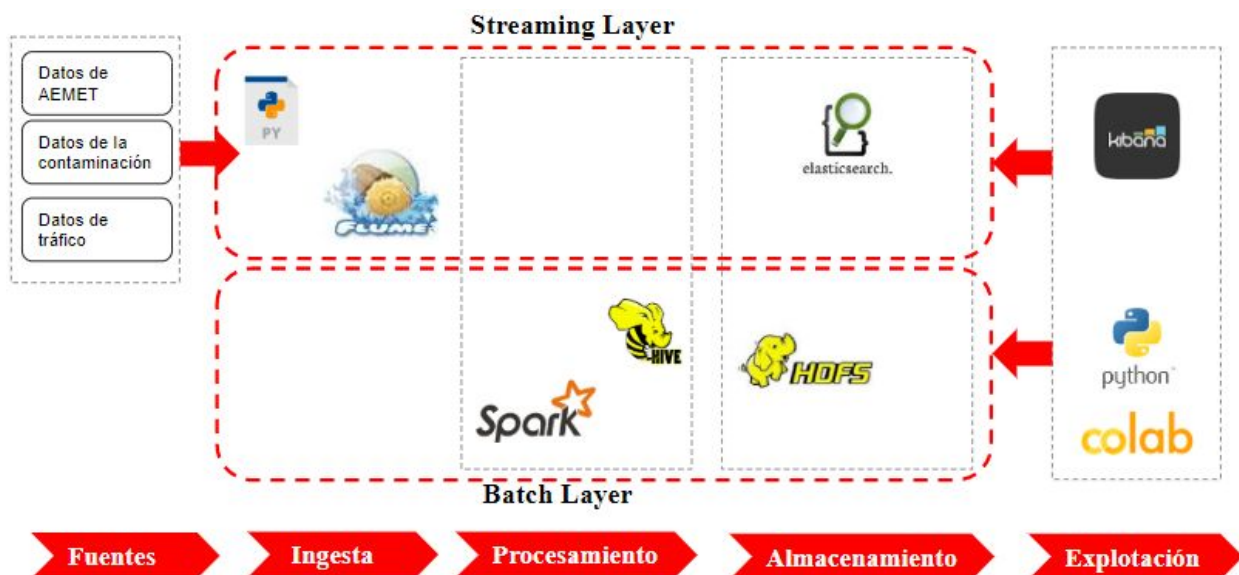 Streaming Layer
Datos de
AEMET
Datos de la
contaminación
Datos de
tráfico
PY
FLUME
elasticsearch.
kibana
HIVE
HDFS
Spark
python
colab
Batch Layer
Fuentes
Ingesta
Procesamiento
Almacenamiento
Explotación